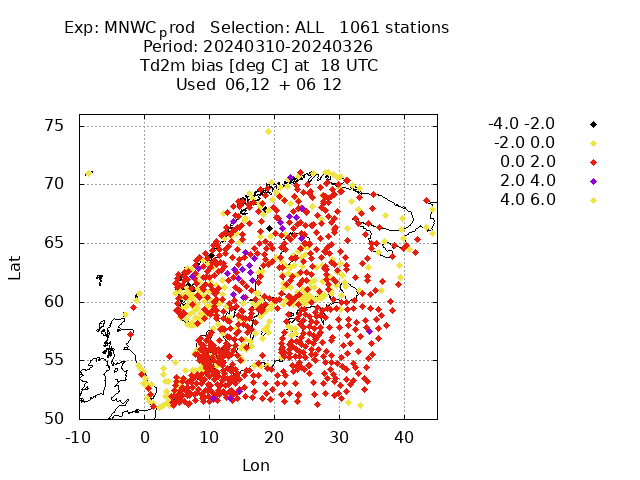 Exp: MNWCprod   Selection: ALL   1061 stations
Period: 20240310-20240326
Td2m bias [deg C] at  18 UTC
Used  06,12  + 06 12
-4.0 -2.0
-2.0 0.0
0.0 2.0
2.0 4.0
4.0 6.0
75
70
65
60
55
50
Lat
-10 0 10 20 30 40
Lon